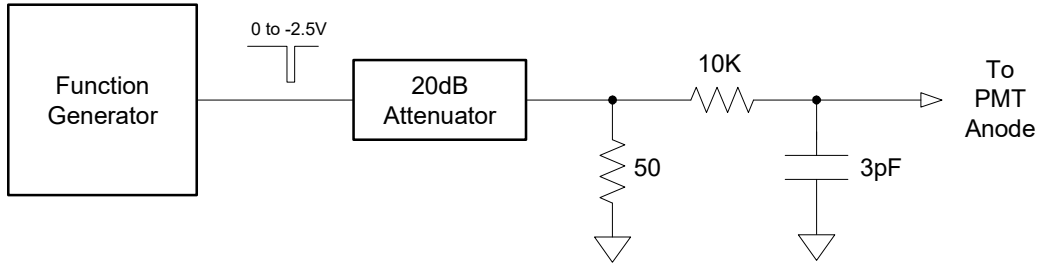 Function
Generator
0 to -2.5V
20dB
Attenuator
50
10K
3pF
To
PMT
Anode